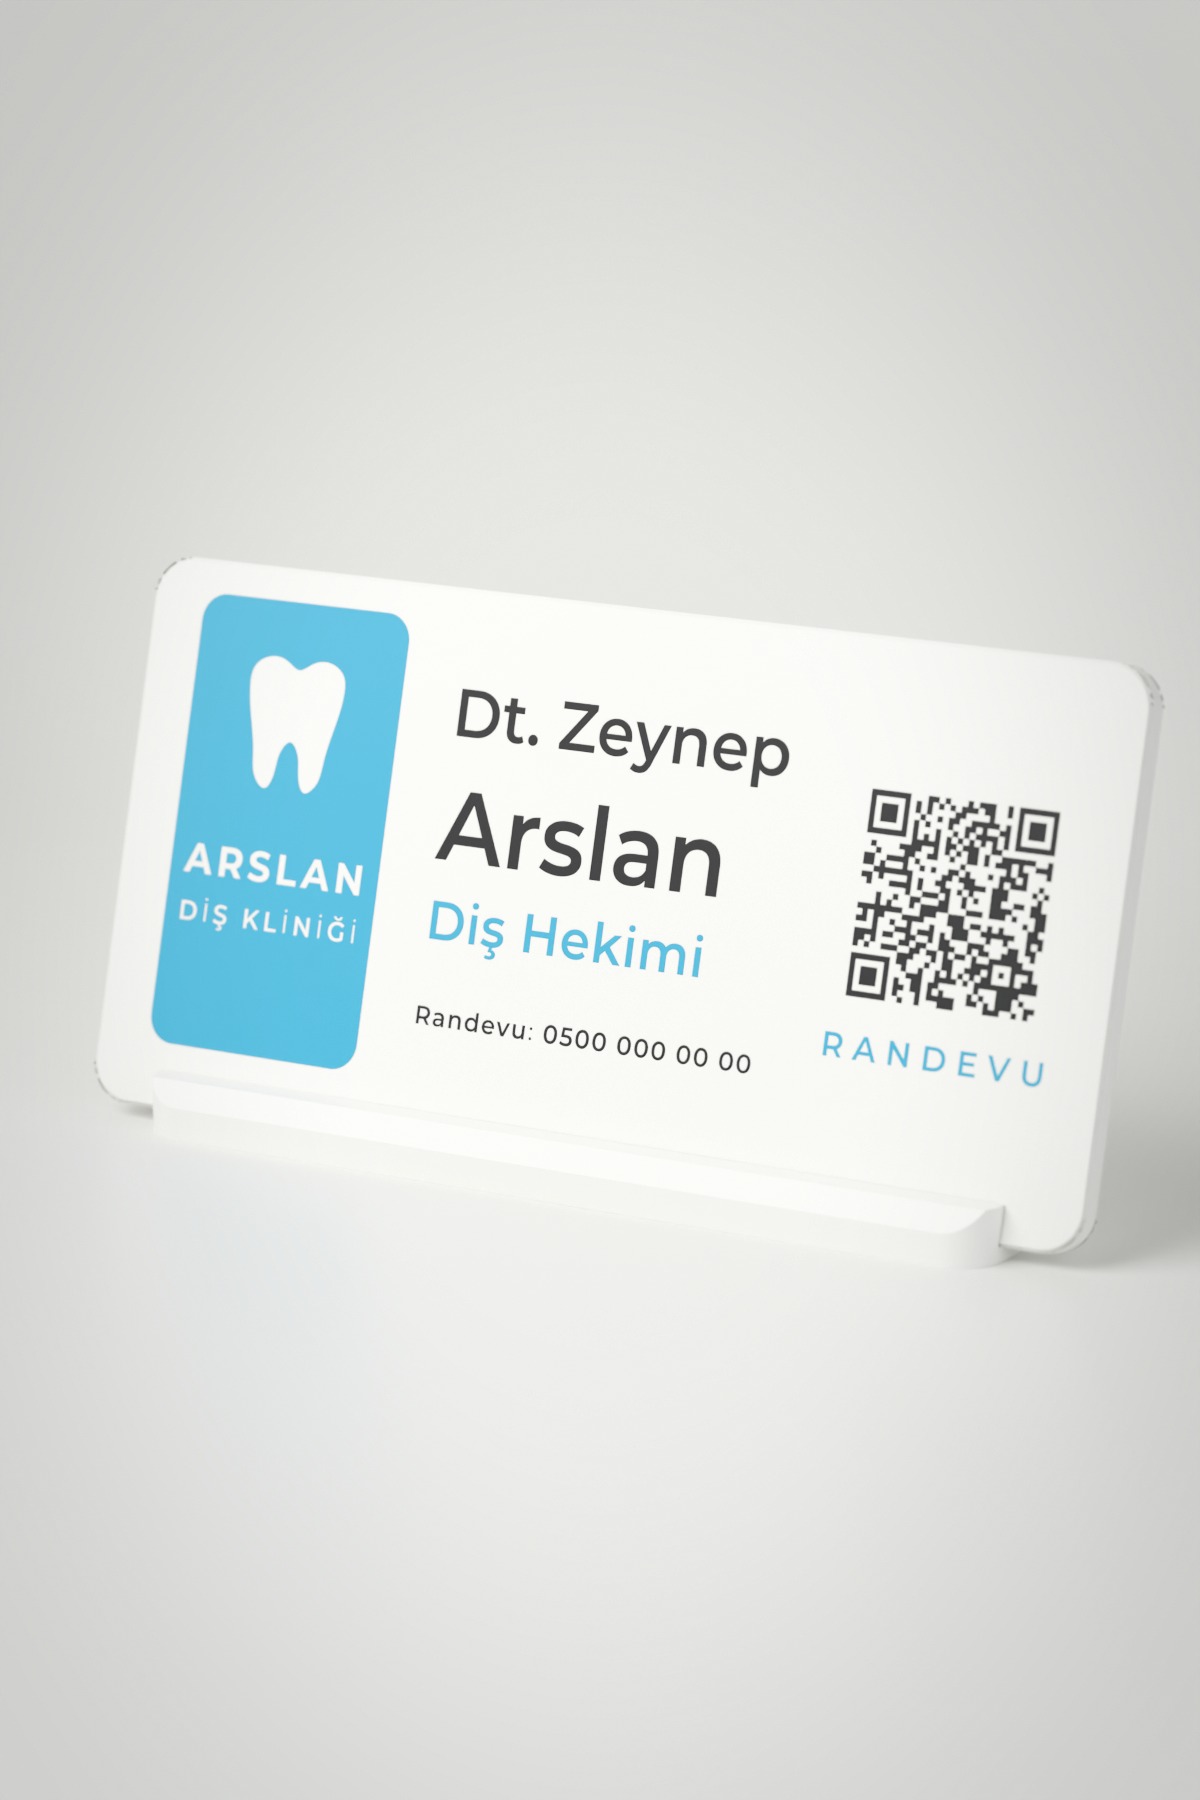 ARSLAN
DİŞ KLİNİĞİ
Dt. Zeynep
Arslan
Diş Hekimi
Randevu: 0500 000 00 00
RANDEVU